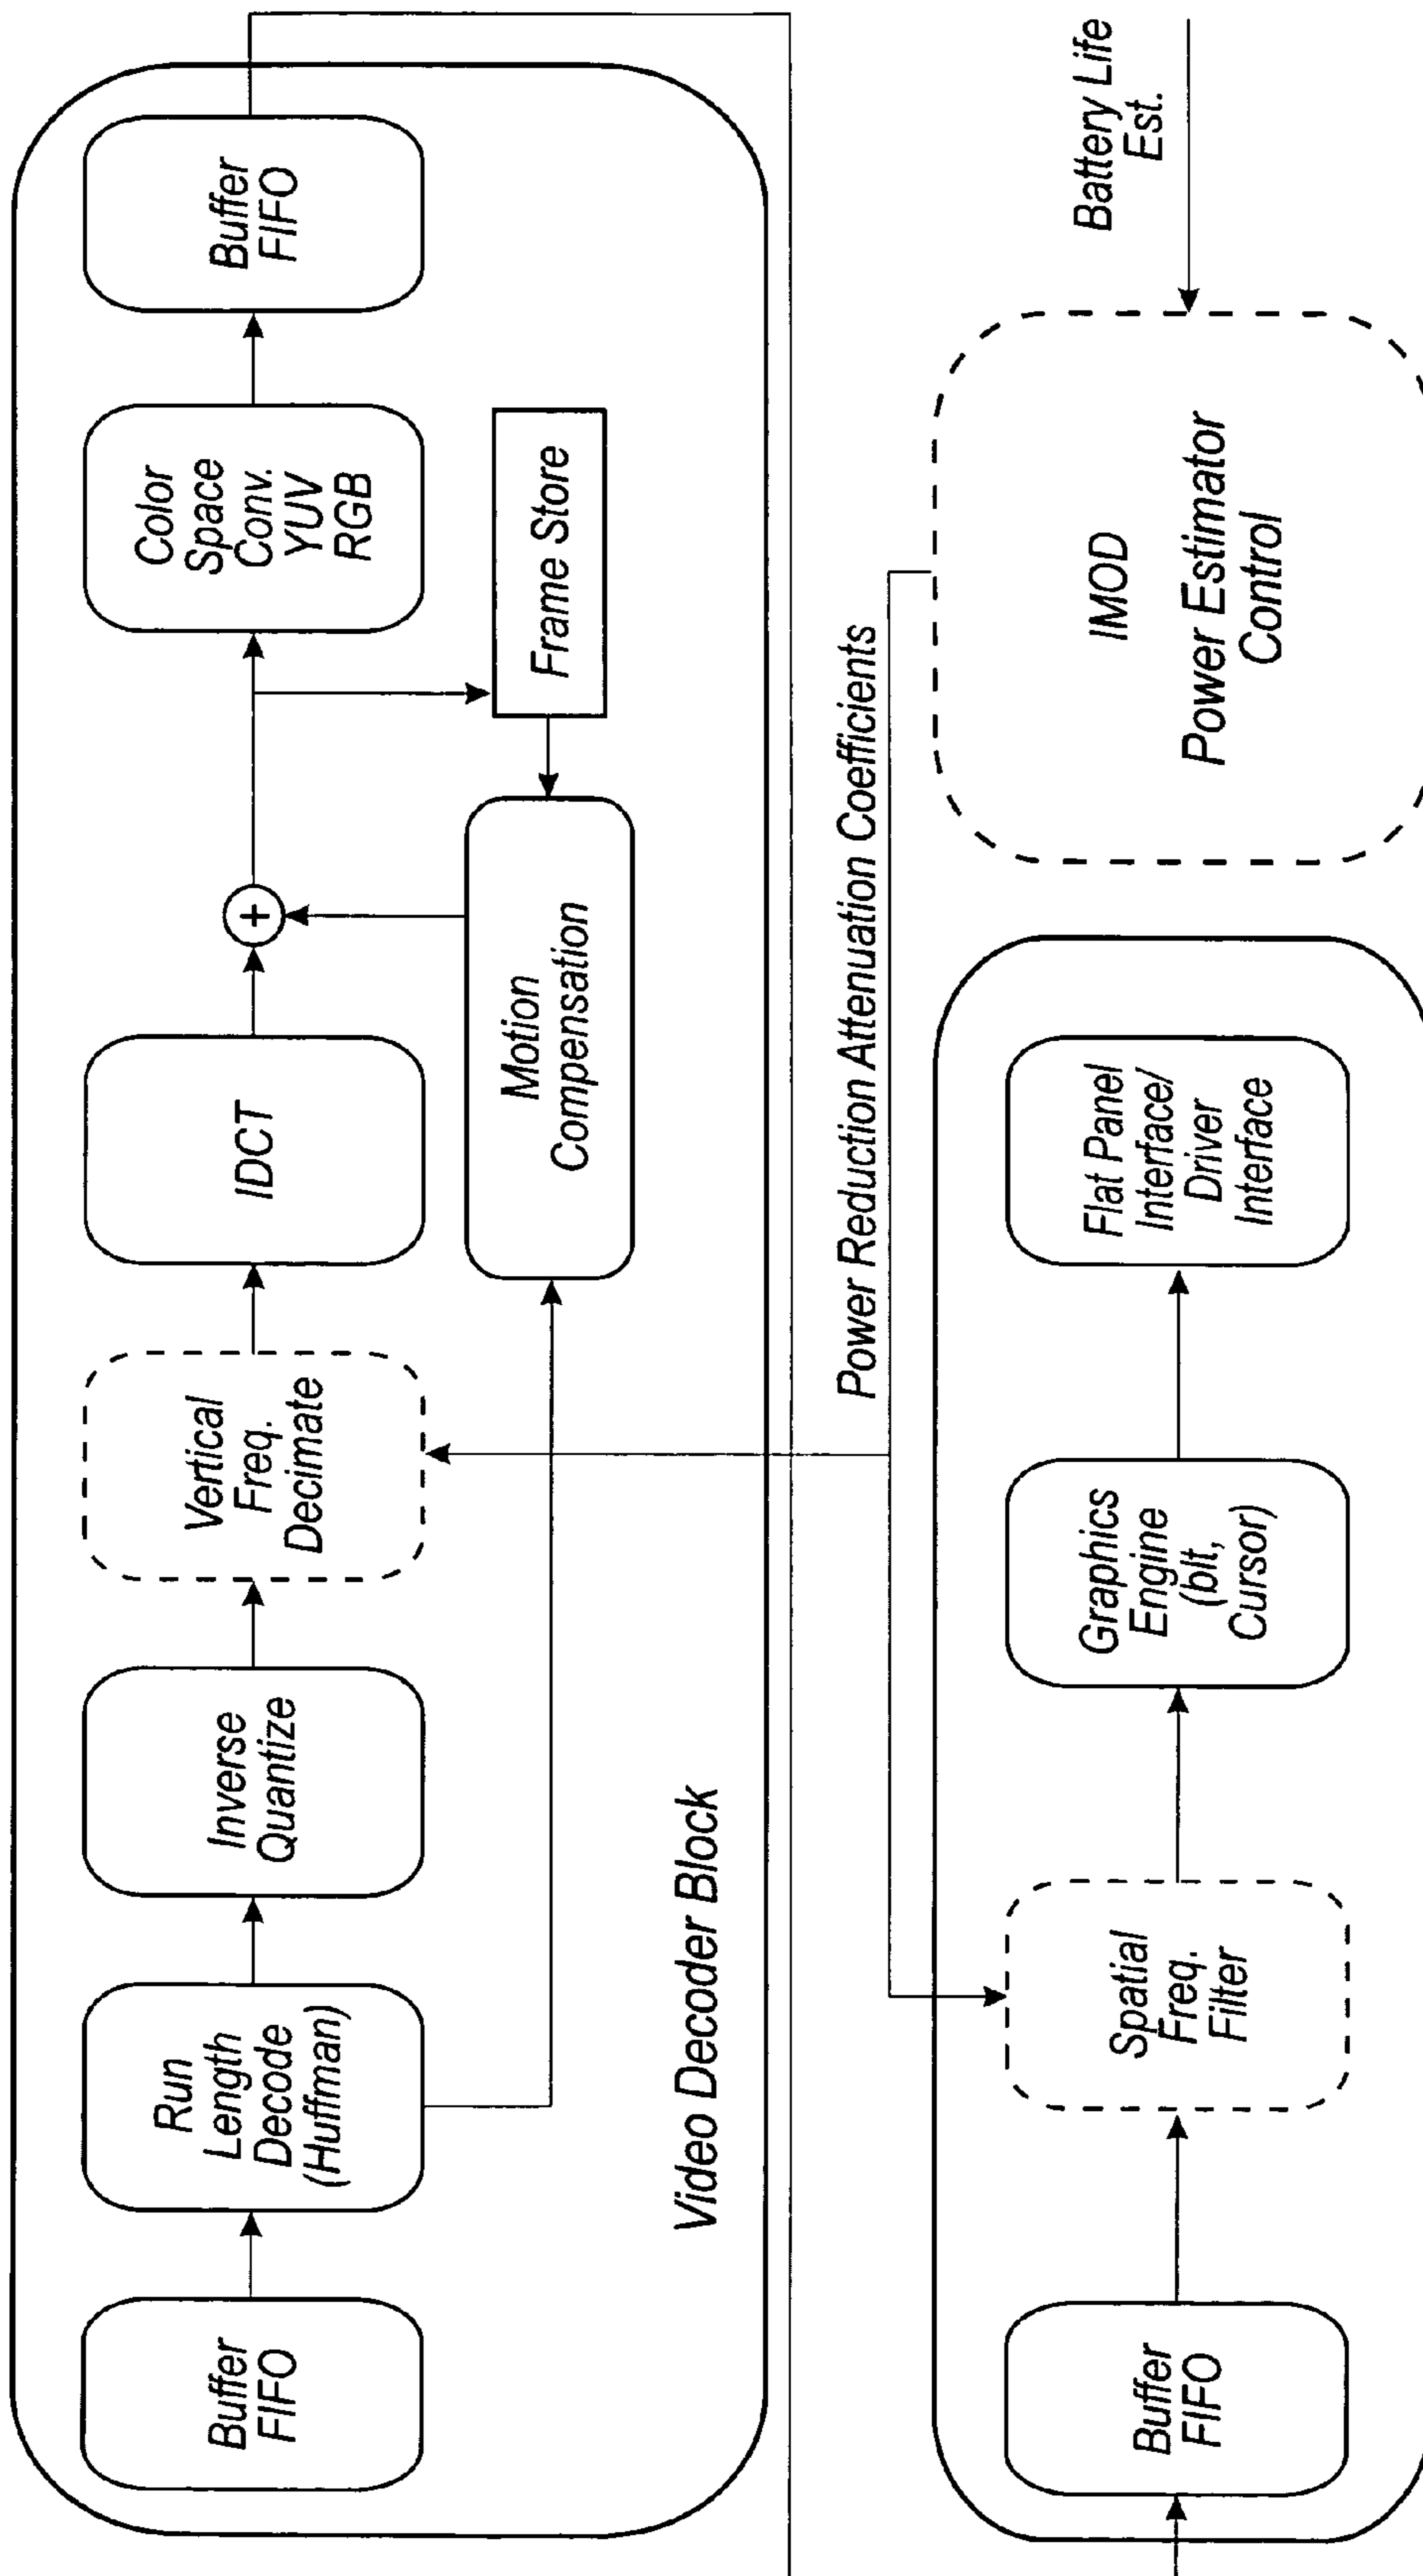 Buffer
FIFO
Run
Length
Decode
(Huffman)
Inverse
Quantize
Vertical
Freq.
Decimate
IDCT
+
Color
Space
Conv.
YUV
RGB
Buffer
FIFO
Motion
Compensation
Frame Store
Video Decoder Block
Power Reduction Attenuation Coefficients
Buffer
FIFO
Spatial
Freq.
Filter
Graphics
Engine
(blt,
Cursor)
Flat Panel
Interface/
Driver
Interface
IMOD
Power Estimator
Control
Battery Life
Est.